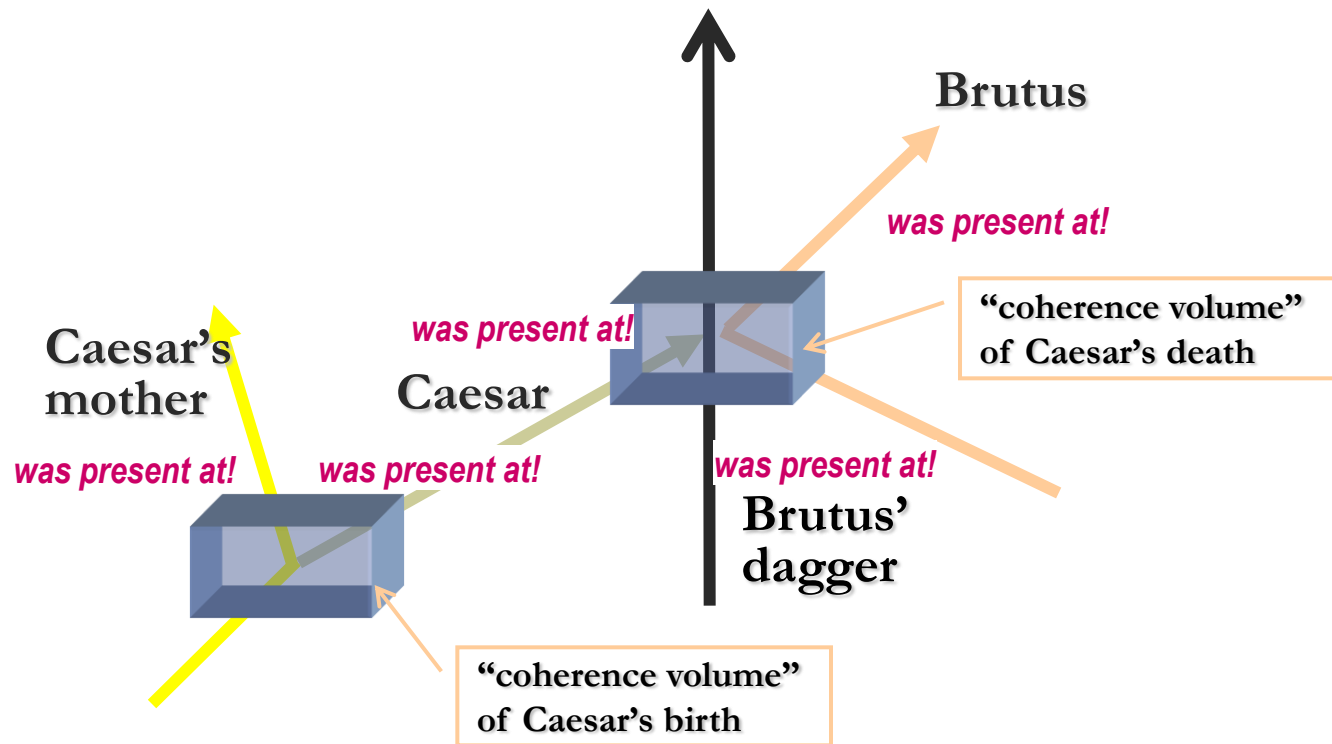 Brutus
was present at!
“coherence volume”
of Caesar’s death
was present at!
Caesar’s
mother
Caesar
was present at!
was present at!
was present at!
Brutus’
dagger
“coherence volume”
of Caesar’s birth